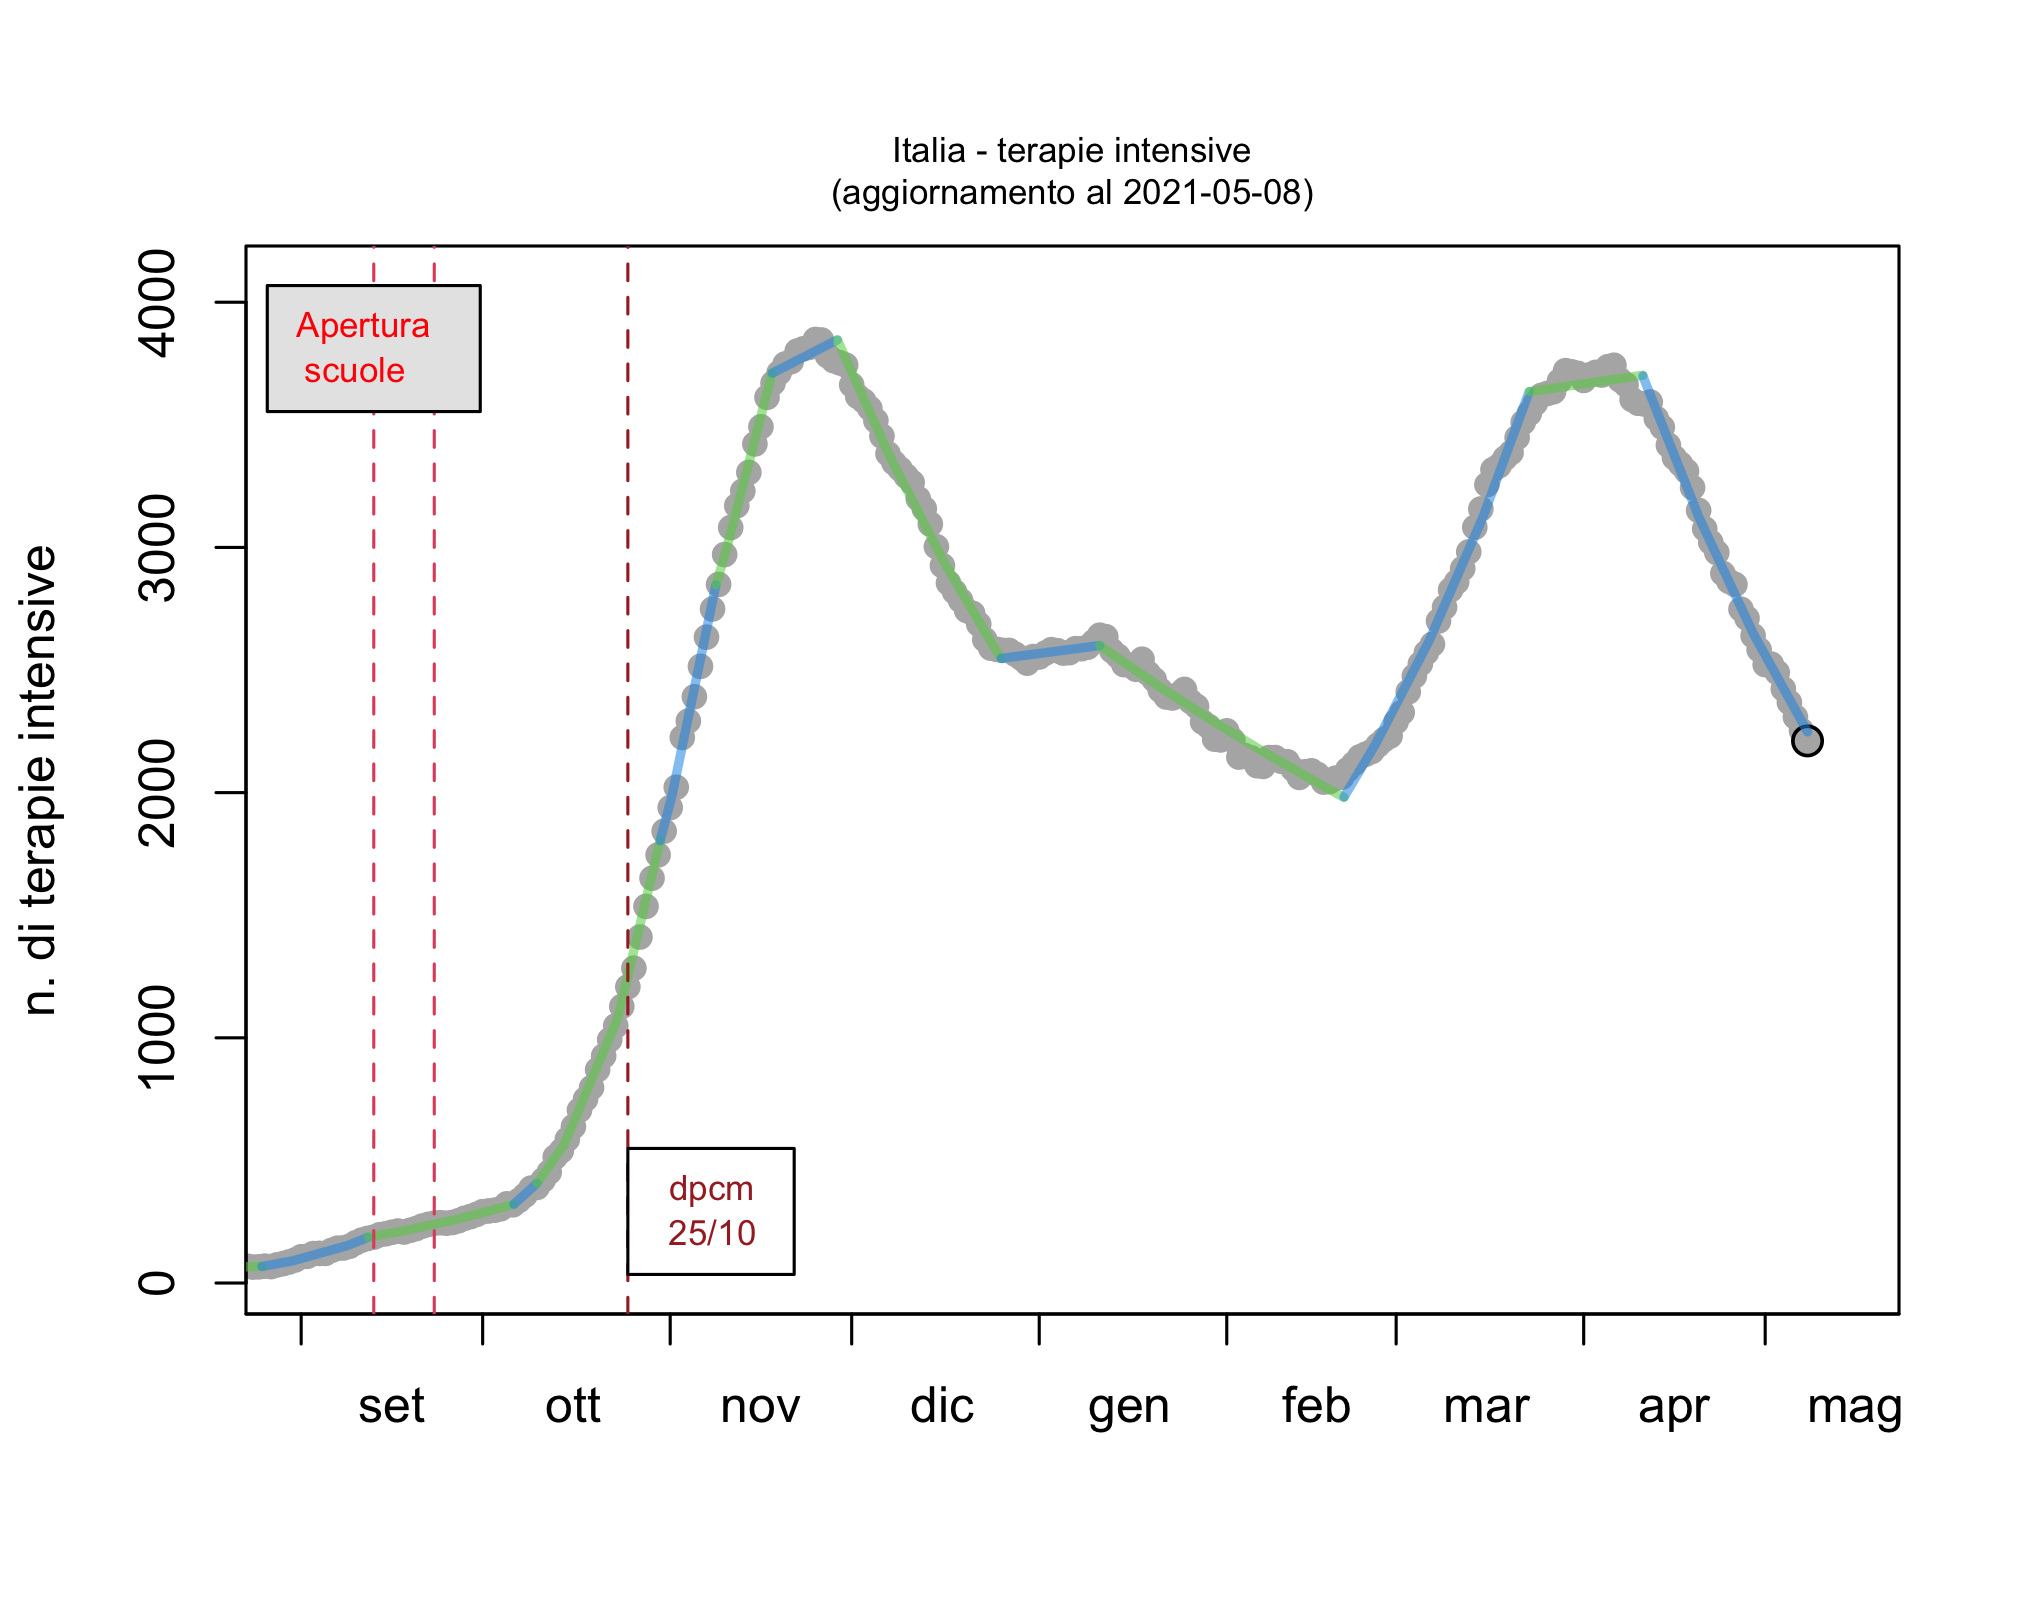 Italia - terapie intensive
(aggiornamento al 2021-05-08)
n. di terapie intensive
4000
3000
2000
1000
0
Apertura
scuole
dpcm
25/10
set ott nov dic gen feb mar apr mag